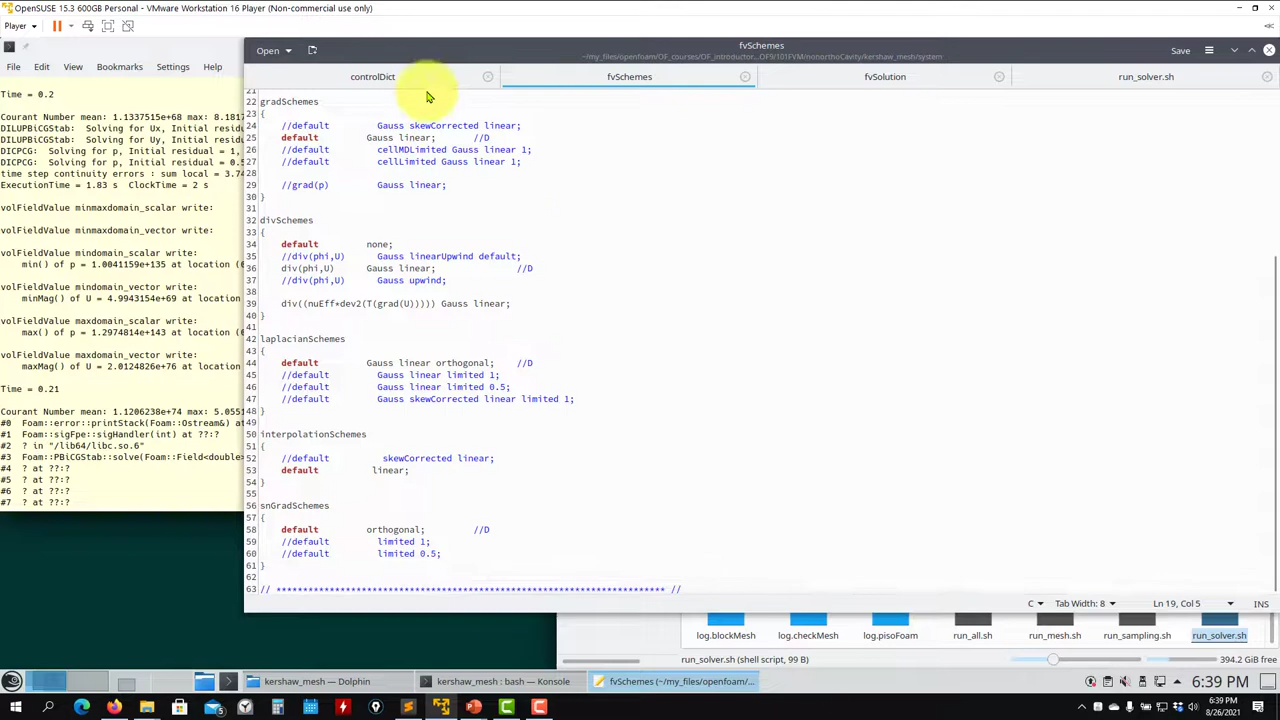 OpenSUSE 15.3 600GB Personal - VMware Workstation 16 Player (Non-commercial use only)
Player
File Edit View Bookmarks Settings Help
Time = 0.2
Courant Number mean: 1.1337515e+68 max: 8.1817
DILUPBiCGStab: Solving for Ux, Initial residua
DILUPBiCGStab: Solving for Uy, Initial residua
DICPCG: Solving for p, Initial residual = 1,
DICPCG: Solving for p, Initial residual = 0.5
time step continuity errors : sum local = 3.74
ExecutionTime = 1.83 s ClockTime = 2 s
volFieldValue minmaxdomain_scalar write:
volFieldValue minmaxdomain_vector write:
volFieldValue mindomain_scalar write:
min() of p = 1.0041159e+135 at location (
volFieldValue mindomain_vector write:
minMag() of U = 4.9943154e+69 at location
volFieldValue maxdomain_scalar write:
max() of p = 1.2974814e+143 at location (
volFieldValue maxdomain_vector write:
maxMag() of U = 2.0124826e+76 at location
Time = 0.21
Courant Number mean: 1.1206238e+74 max: 5.0551
#0 Foam::error::printStack(Foam::Ostream&) at
#1 Foam::sigFpe::sigHandler(int) at ??:?
#2 ? in "/lib64/libc.so.6"
#3 Foam::PBiCGStab::solve(Foam::Field<double>
#4 ? at ??:?
#5 ? at ??:?
#6 ? at ??:?
#7 ? at ??:?
Open
fvSchemes
Save
controlDict
fvSchemes
fvSolution
run_solver.sh
21
22 gradSchemes
23 {
24 //default Gauss skewCorrected linear;
25 default Gauss linear; //D
26 //default cellMDLimited Gauss linear 1;
27 //default cellLimited Gauss linear 1;
28
29 //grad(p) Gauss linear;
30 }
31
32 divSchemes
33 {
34 default none;
35 //div(phi,U) Gauss linearUpwind default;
36 div(phi,U) Gauss linear; //D
37 //div(phi,U) Gauss upwind;
38
39 div((nuEff*dev2(T(grad(U))))) Gauss linear;
40 }
41
42 laplacianSchemes
43 {
44 default Gauss linear orthogonal; //D
45 //default Gauss linear limited 1;
46 //default Gauss linear limited 0.5;
47 //default Gauss skewCorrected linear limited 1;
48 }
49
50 interpolationSchemes
51 {
52 //default skewCorrected linear;
53 default linear;
54 }
55
56 snGradSchemes
57 {
58 default orthogonal; //D
59 //default limited 1;
60 //default limited 0.5;
61 }
62
63 // ************************************************************************* //
C Tab Width: 8 Ln 19, Col 5 INS
log.blockMesh log.checkMesh log.pisoFoam run_all.sh run_mesh.sh run_sampling.sh run_solver.sh
run_solver.sh (shell script, 99 B) 394.2 GiB free
kershaw_mesh — Dolphin
kershaw_mesh : bash — Konsole
fvSchemes (~/my_files/openfoam/...
6:39 PM
6:39 PM
8/26/2021